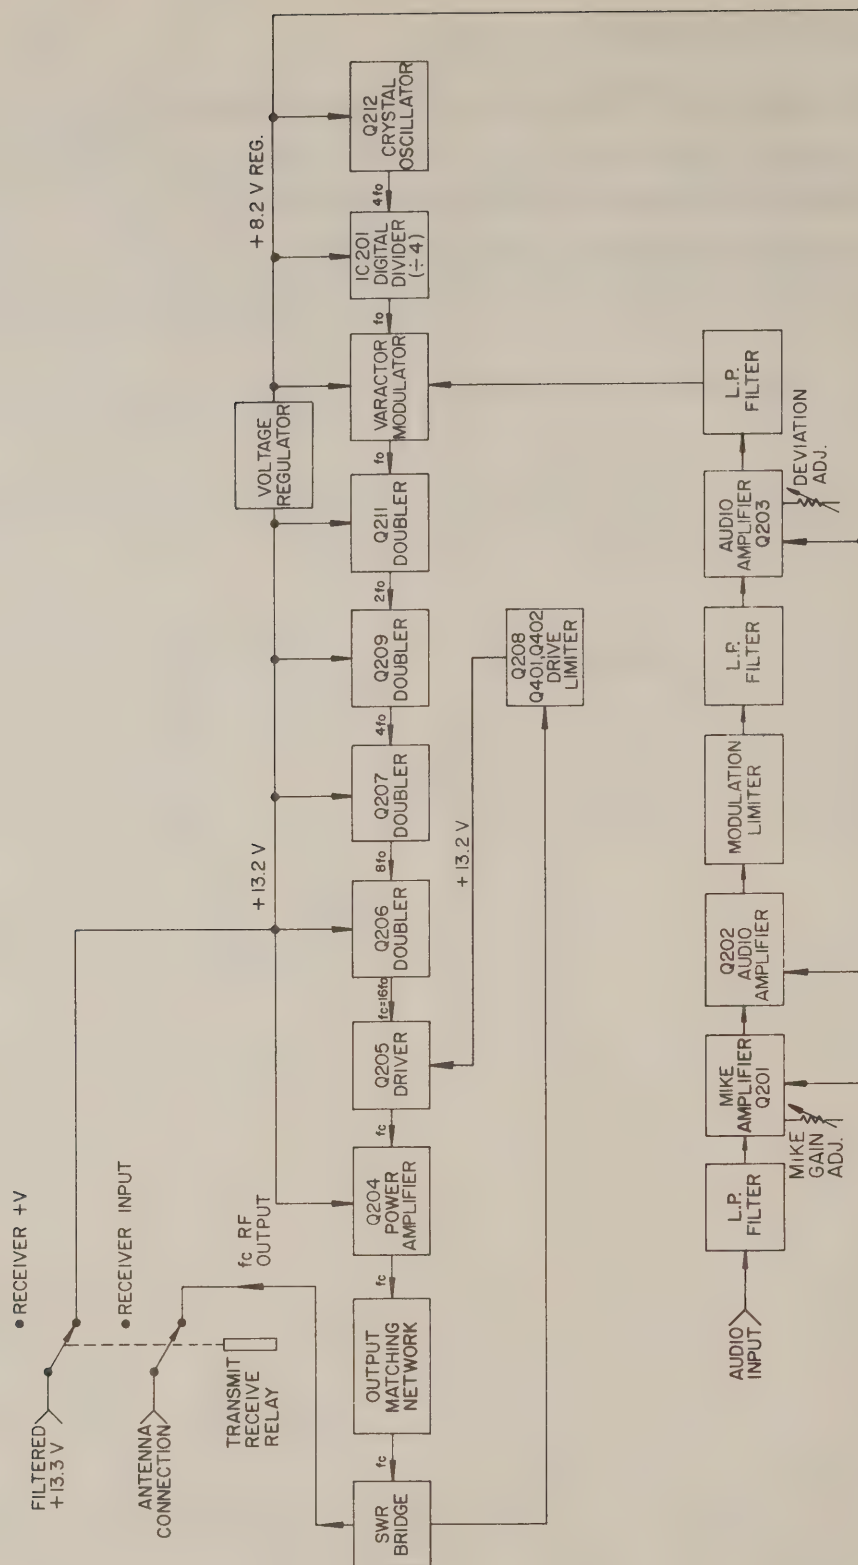 FILTERED
+13.3 V
• RECEIVER +V
ANTENNA
CONNECTION
• RECEIVER INPUT
TRANSMIT
RECEIVE
RELAY
fc RF
OUTPUT
+13.2 V
VOLTAGE
REGULATOR
+8.2 V REG.
SWR
BRIDGE
fc
OUTPUT
MATCHING
NETWORK
fc
Q204
POWER
AMPLIFIER
fc
Q205
DRIVER
fc=16fo
Q206
DOUBLER
8fo
Q207
DOUBLER
4fo
Q209
DOUBLER
2fo
Q211
DOUBLER
fo
VARACTOR
MODULATOR
fo
IC201
DIGITAL
DIVIDER
(÷4)
4fo
Q212
CRYSTAL
OSCILLATOR
+13.2 V
Q208
Q401,Q402
DRIVE
LIMITER
AUDIO
INPUT
L.P.
FILTER
MIKE
AMPLIFIER
Q201
MIKE
GAIN
ADJ.
Q202
AUDIO
AMPLIFIER
MODULATION
LIMITER
L.P.
FILTER
AUDIO
AMPLIFIER
Q203
DEVIATION
ADJ.
L.P.
FILTER